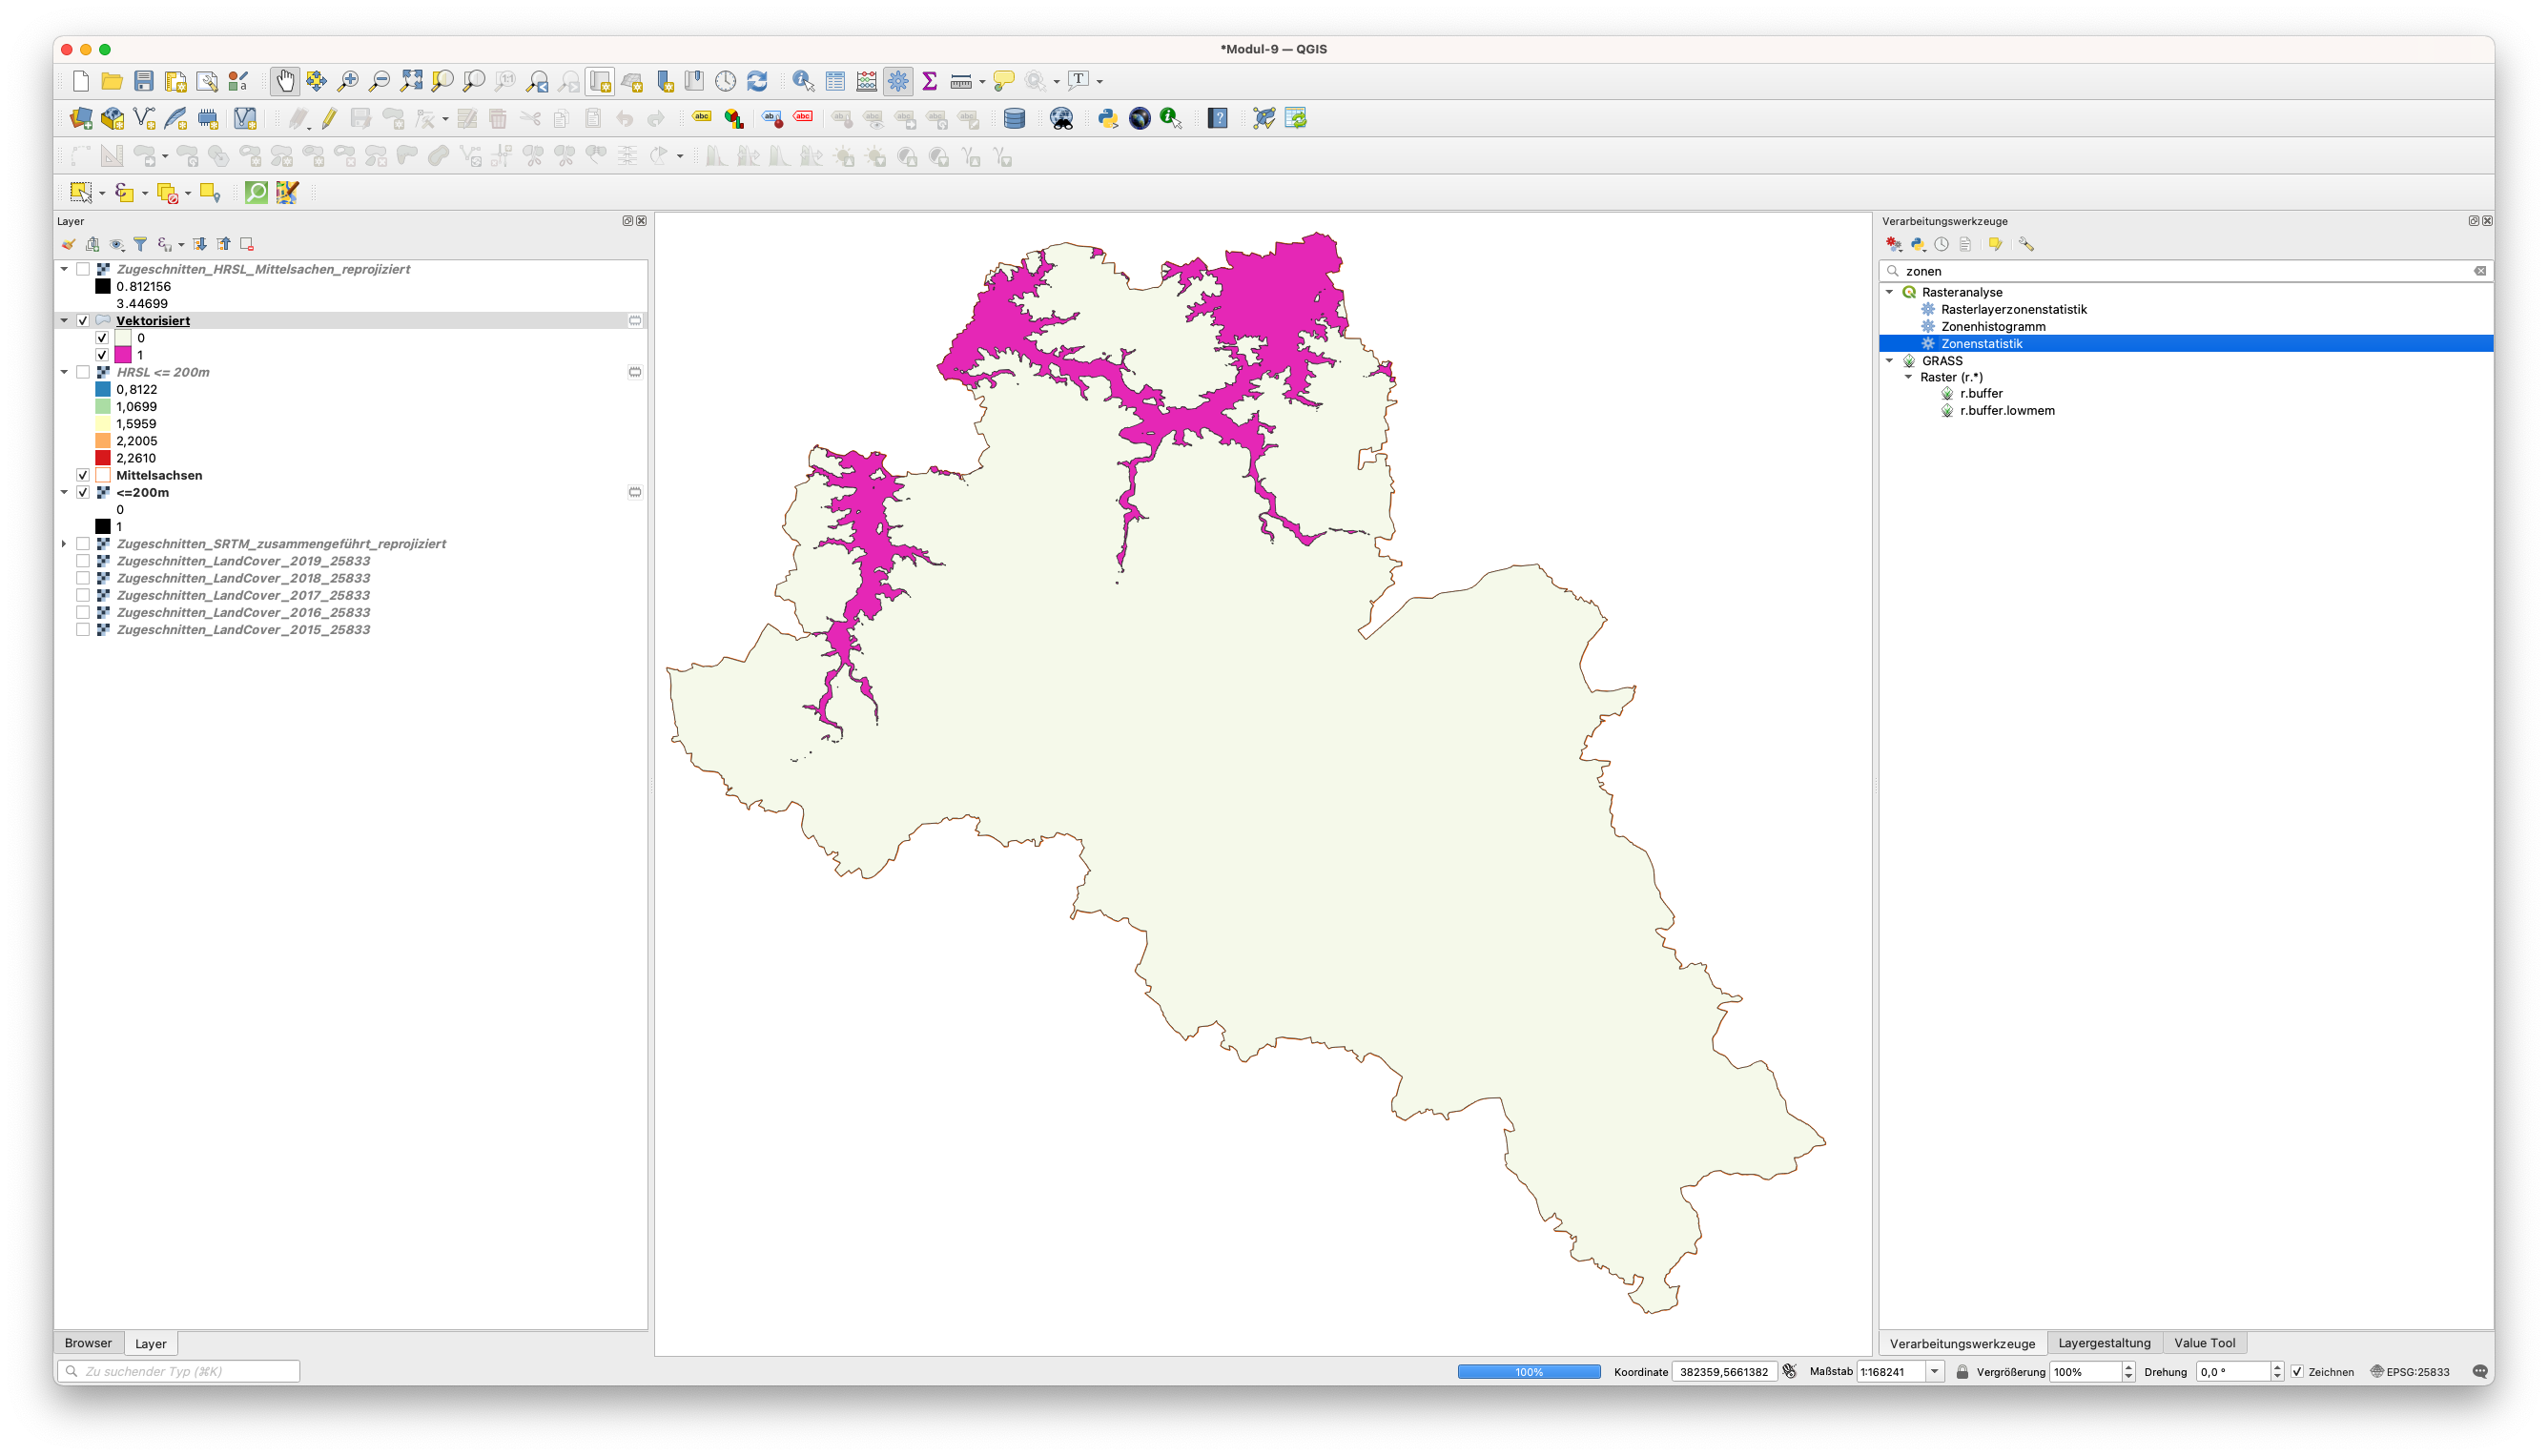 *Modul-9 — QGIS
Layer
Zugeschnitten_HRSL_Mittelsachen_reprojiziert
0.812156
3.44699
Vektorisiert
0
1
HRSL <= 200m
0,8122
1,0699
1,5959
2,2005
2,2610
Mittelsachsen
<=200m
0
1
Zugeschnitten_SRTM_zusammengeführt_reprojiziert
Zugeschnitten_LandCover_2019_25833
Zugeschnitten_LandCover_2018_25833
Zugeschnitten_LandCover_2017_25833
Zugeschnitten_LandCover_2016_25833
Zugeschnitten_LandCover_2015_25833
Browser Layer
Verarbeitungswerkzeuge
zonen
Rasteranalyse
Rasterlayerzonenstatistik
Zonenhistogramm
Zonenstatistik
GRASS
Raster (r.*)
r.buffer
r.buffer.lowmem
Verarbeitungswerkzeuge Layergestaltung Value Tool
Zu suchender Typ (⌘K) 100% Koordinate 382359,5661382 Maßstab 1:168241 Vergrößerung 100% Drehung 0,0 ° Zeichnen EPSG:25833